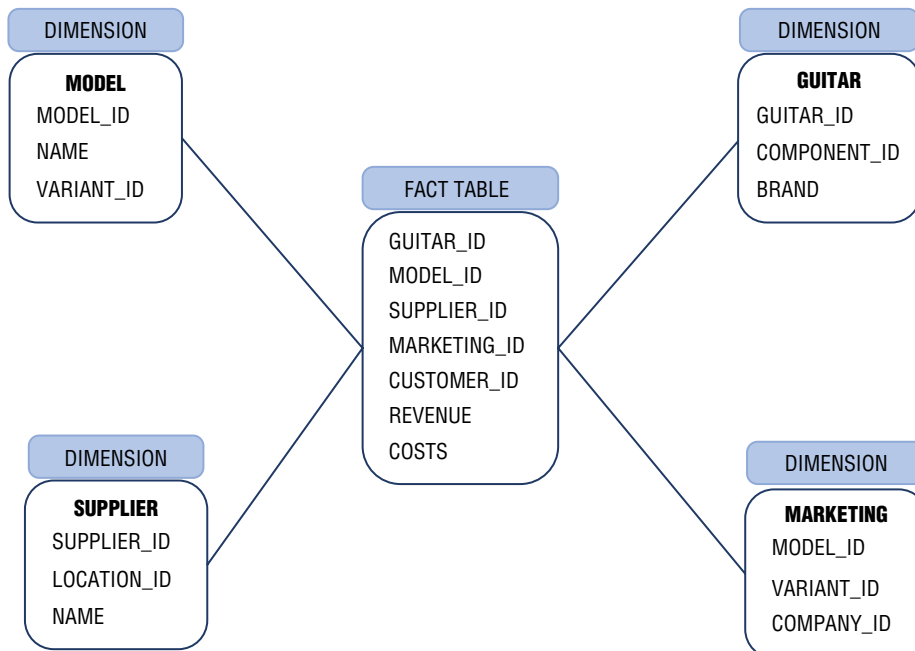 DIMENSION
MODEL
MODEL_ID
NAME
VARIANT_ID
DIMENSION
GUITAR
GUITAR_ID
COMPONENT_ID
BRAND
FACT TABLE
GUITAR_ID
MODEL_ID
SUPPLIER_ID
MARKETING_ID
CUSTOMER_ID
REVENUE
COSTS
DIMENSION
SUPPLIER
SUPPLIER_ID
LOCATION_ID
NAME
DIMENSION
MARKETING
MODEL_ID
VARIANT_ID
COMPANY_ID